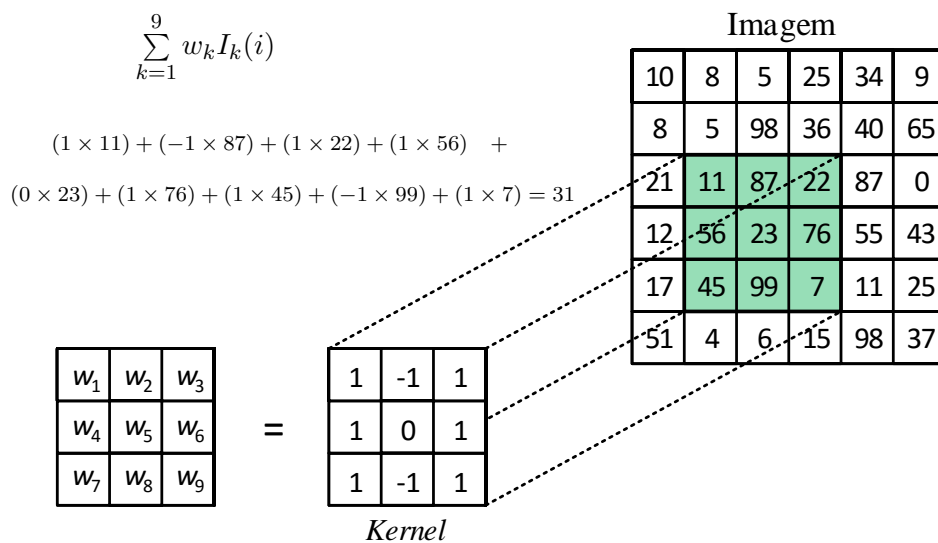 Imagem
\sum_{k=1}^{9} w_k I_k(i)
(1 × 11) + (−1 × 87) + (1 × 22) + (1 × 56) +
(0 × 23) + (1 × 76) + (1 × 45) + (−1 × 99) + (1 × 7) = 31
10 8 5 25 34 9
8 5 98 36 40 65
21 11 87 22 87 0
12 56 23 76 55 43
17 45 99 7 11 25
51 4 6 15 98 37
w₁ w₂ w₃
w₄ w₅ w₆
w₇ w₈ w₉
=
1 -1 1
1 0 1
1 -1 1
Kernel